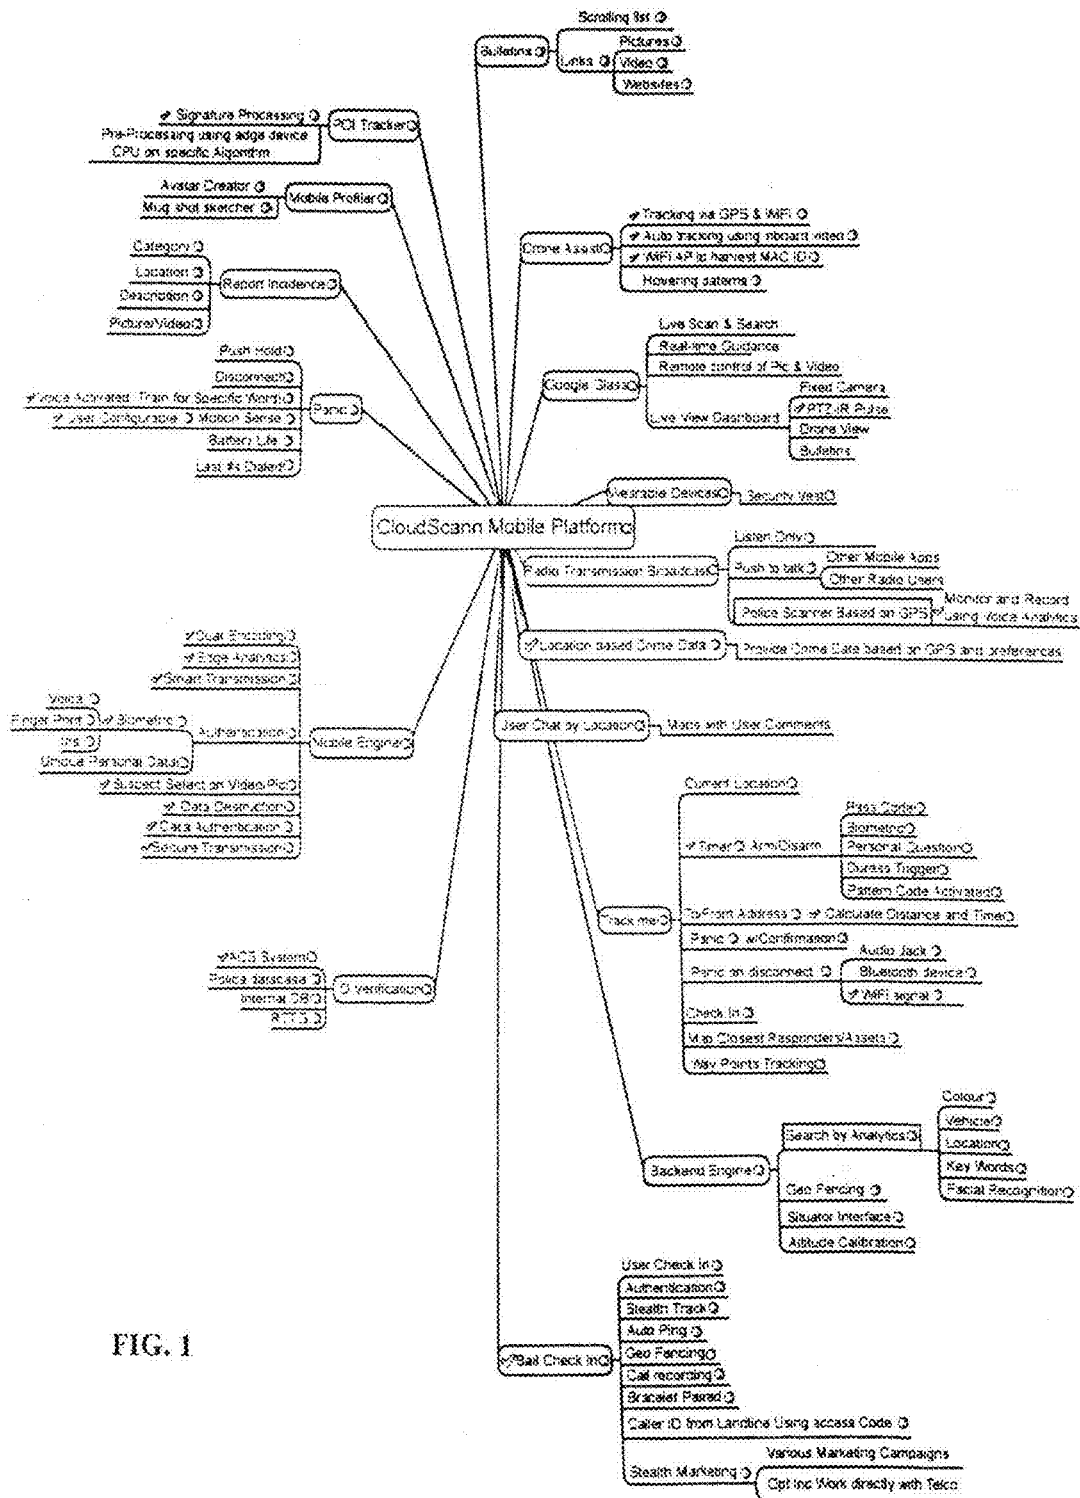 Scrolling list
Bulletins
Links
Pictures
Video
Websites
Signature Processing
POI Tracker
Pre-Processing using edge device
CPU on specific Algorithm
Avatar Creator
Mug shot sketcher
Mobile Profiler
Category
Location
Description
Picture/Video
Report Incidence
Tracking via GPS & WiFi
Auto tracking using inboard video
WiFi AP to harvest MAC ID
Hovering paterns
Drone Assist
Live Scan & Search
Real-time Guidance
Remote control of Pic & Video
Google Glass
Live View Dashboard
Fixed Camera
PTZ-IR Pulse
Drone View
Bulletins
Push Hold
Disconnect
Voice Activated Train for Specific Word
User Configurable Motion Sense
Battery Life
Last #s Dialed
Panic
Wearable Devices
Security Vest
CloudScann Mobile Platform
Radio Transmission Broadcast
Listen Only
Push to talk
Other Mobile Apps
Other Radio Users
Police Scanner Based on GPS
Monitor and Record
using Voice Analytics
Location based Crime Data
Provide Crime Data based on GPS and preferences
User Chat by Location
Maps with User Comments
Dual Encoding
Edge Analytics
Smart Transmission
Voice
Finger Print
Iris
Biometric
Unique Personal Data
Authentication
Mobile Engine
Suspect Select on Video/Pic
Data Destruction
Data Authentication
Secure Transmission
Current Location
Timer Arm/Disarm
Pass Code
Biometric
Personal Question
Duress Trigger
Pattern Code Activated
Track me
To/From Address
Calculate Distance and Time
Panic w/Confirmation
Panic on disconnect
Audio Jack
Bluetooth device
WiFi signal
Check In
Map Closest Responders/Assets
Way Points Tracking
ACS System
Police database
Internal DB
ID Verification
Backend Engine
Search by Analytics
Colour
Vehicle
Location
Key Words
Facial Recognition
Geo Fencing
Situator Interface
Altitude Calibration
User Check In
Authentication
Stealth Track
Auto Ping
Geo Fencing
Call recording
Bracelet Paired
Bail Check In
Caller ID from Landline Using access Code
Stealth Marketing
Various Marketing Campaigns
Opt Inc Work directly with Telco
FIG. 1